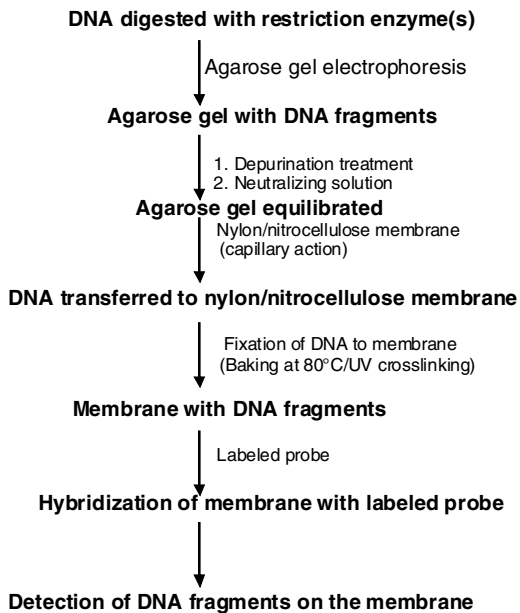 DNA digested with restriction enzyme(s)
Agarose gel electrophoresis
Agarose gel with DNA fragments
1. Depurination treatment
2. Neutralizing solution
Agarose gel equilibrated
Nylon/nitrocellulose membrane
(capillary action)
DNA transferred to nylon/nitrocellulose membrane
Fixation of DNA to membrane
(Baking at 80°C/UV crosslinking)
Membrane with DNA fragments
Labeled probe
Hybridization of membrane with labeled probe
Detection of DNA fragments on the membrane